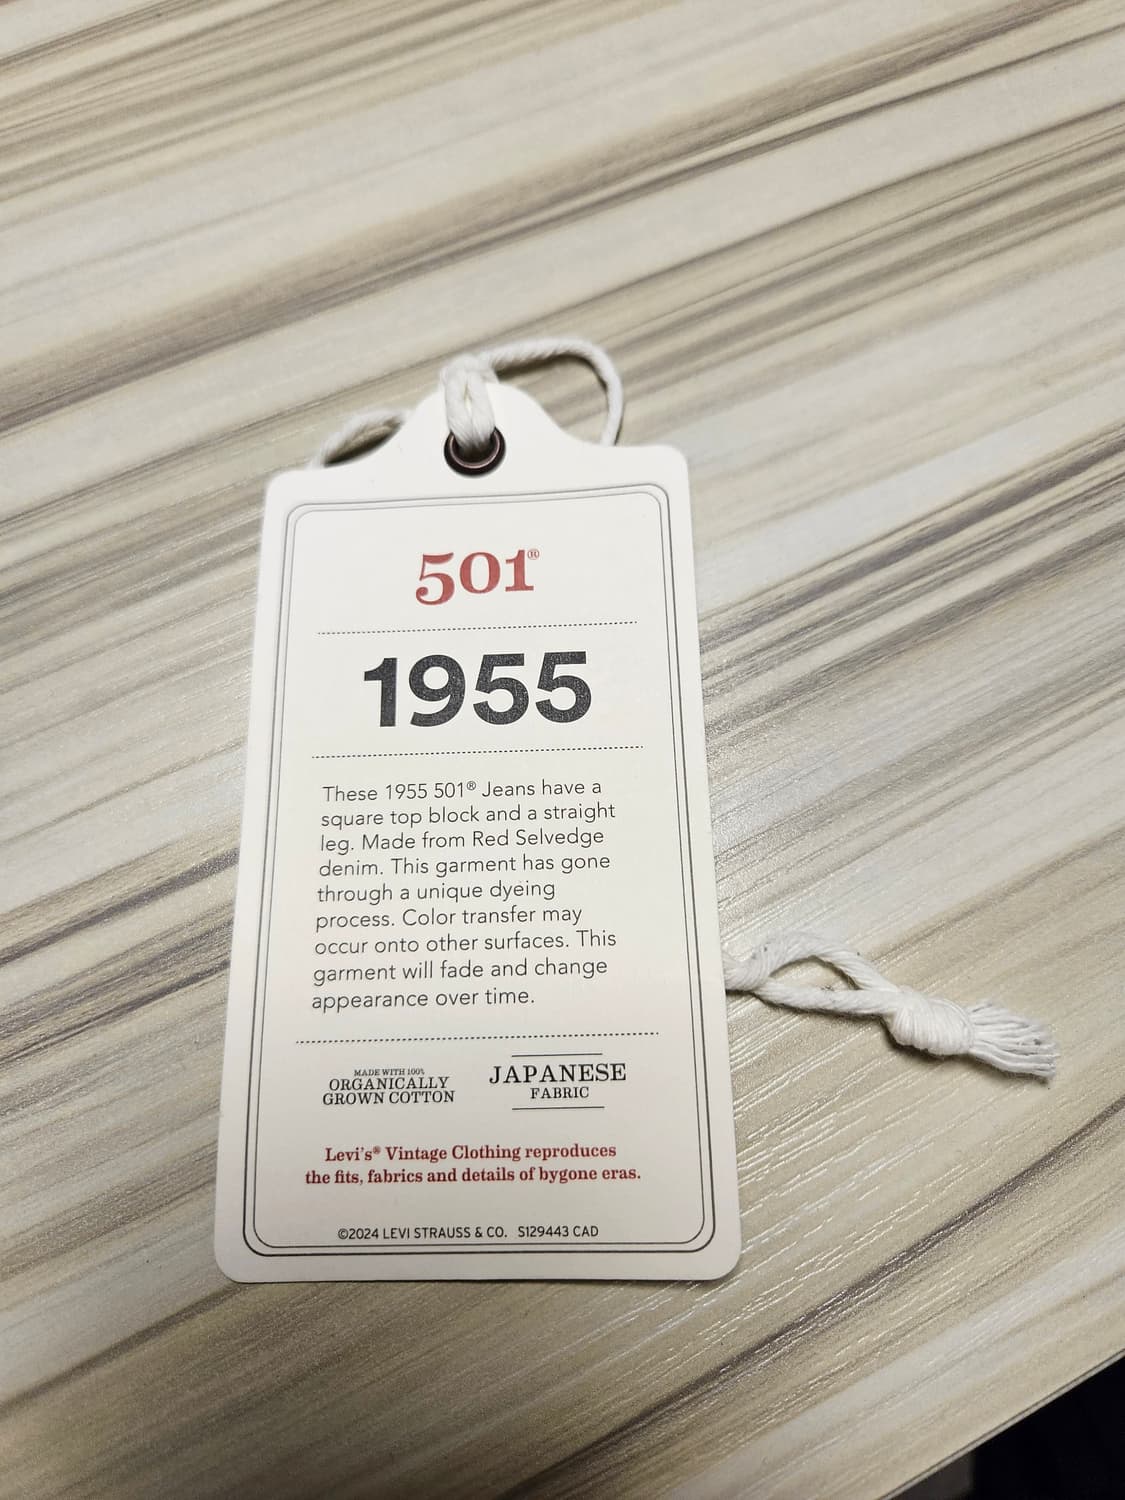 501®
1955
These 1955 501® Jeans have a
square top block and a straight
leg. Made from Red Selvedge
denim. This garment has gone
through a unique dyeing
process. Color transfer may
occur onto other surfaces. This
garment will fade and change
appearance over time.
MADE WITH 100%
ORGANICALLY
GROWN COTTON
JAPANESE
FABRIC
Levi's® Vintage Clothing reproduces
the fits, fabrics and details of bygone eras.
©2024 LEVI STRAUSS & CO. S129443 CAD